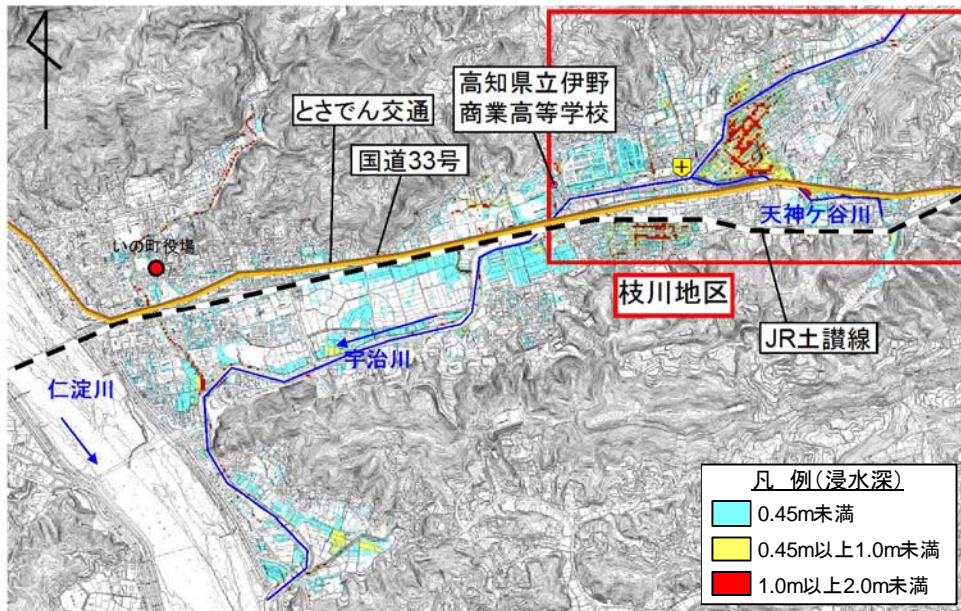 高知県立伊野
商業高等学校
とさでん交通
国道33号
天神ケ谷川
いの町役場
枝川地区
JR土讃線
宇治川
仁淀川
凡 例(浸水深)
0.45m未満
0.45m以上1.0m未満
1.0m以上2.0m未満